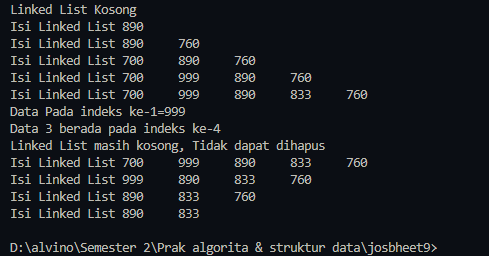 Linked List Kosong
Isi Linked List 890
Isi Linked List 890 760
Isi Linked List 700 890 760
Isi Linked List 700 999 890 760
Isi Linked List 700 999 890 833 760
Data Pada indeks ke-1=999
Data 3 berada pada indeks ke-4
Linked List masih kosong, Tidak dapat dihapus
Isi Linked List 700 999 890 833 760
Isi Linked List 999 890 833 760
Isi Linked List 890 833 760
Isi Linked List 890 833
D:\alvino\Semester 2\Prak algorita & struktur data\josbheet9>